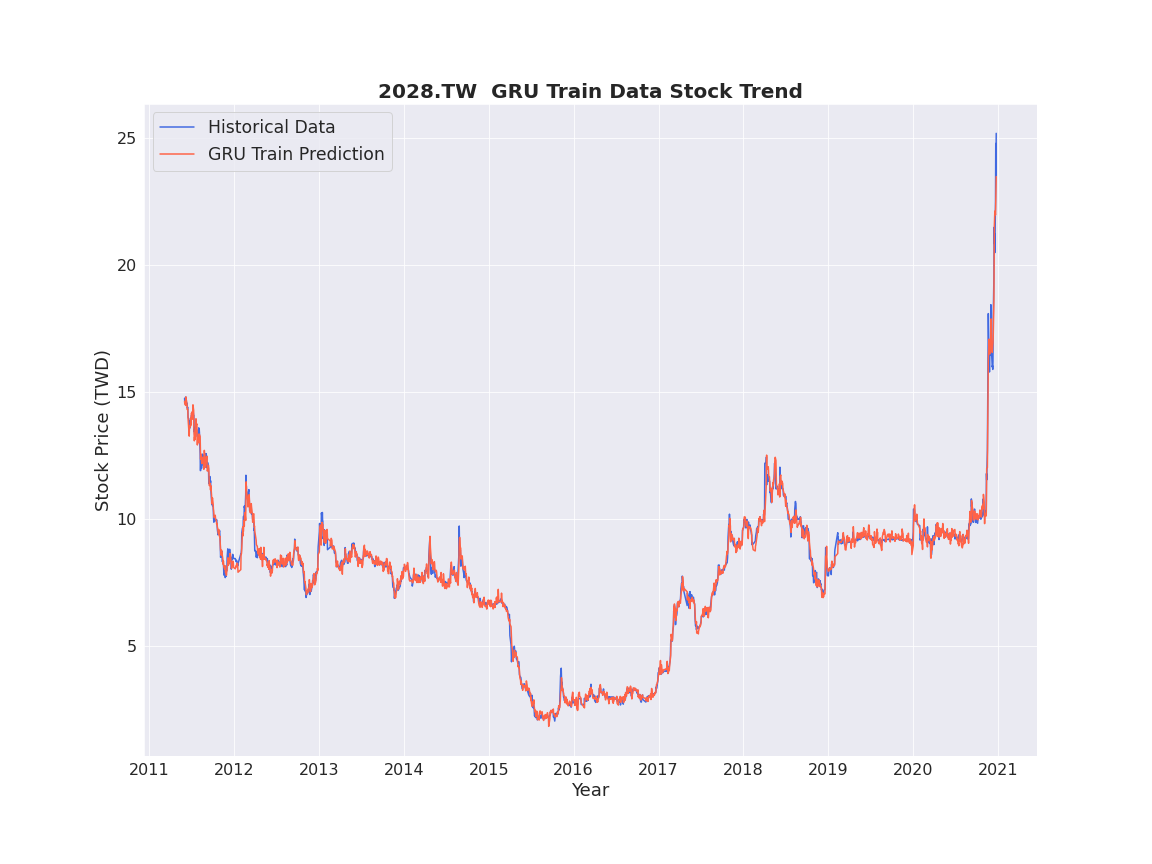 2028.TW  GRU Train Data Stock Trend
Historical Data
GRU Train Prediction
25
20
15
10
5
Stock Price (TWD)
2011 2012 2013 2014 2015 2016 2017 2018 2019 2020 2021
Year